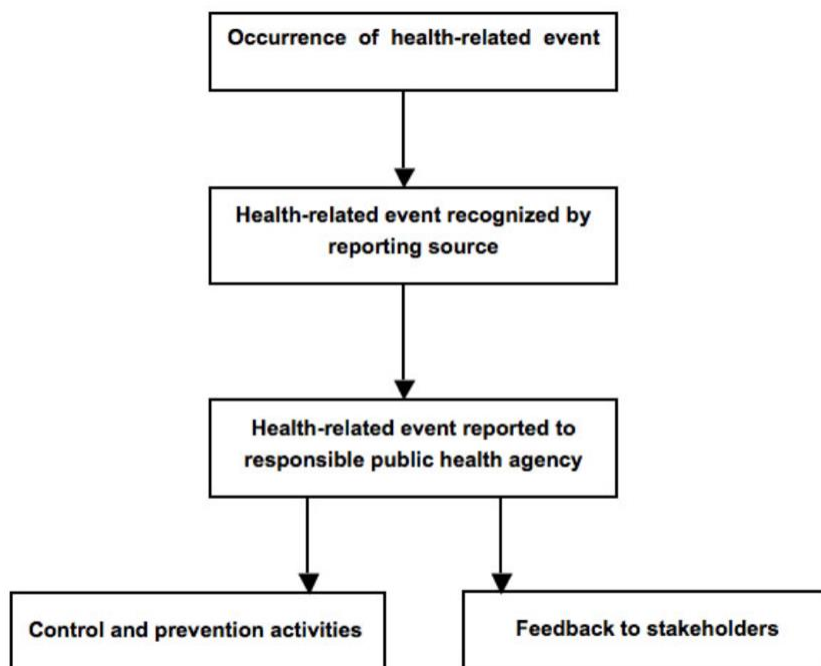 Occurrence of health-related event
Health-related event recognized by
reporting source
Health-related event reported to
responsible public health agency
Control and prevention activities
Feedback to stakeholders